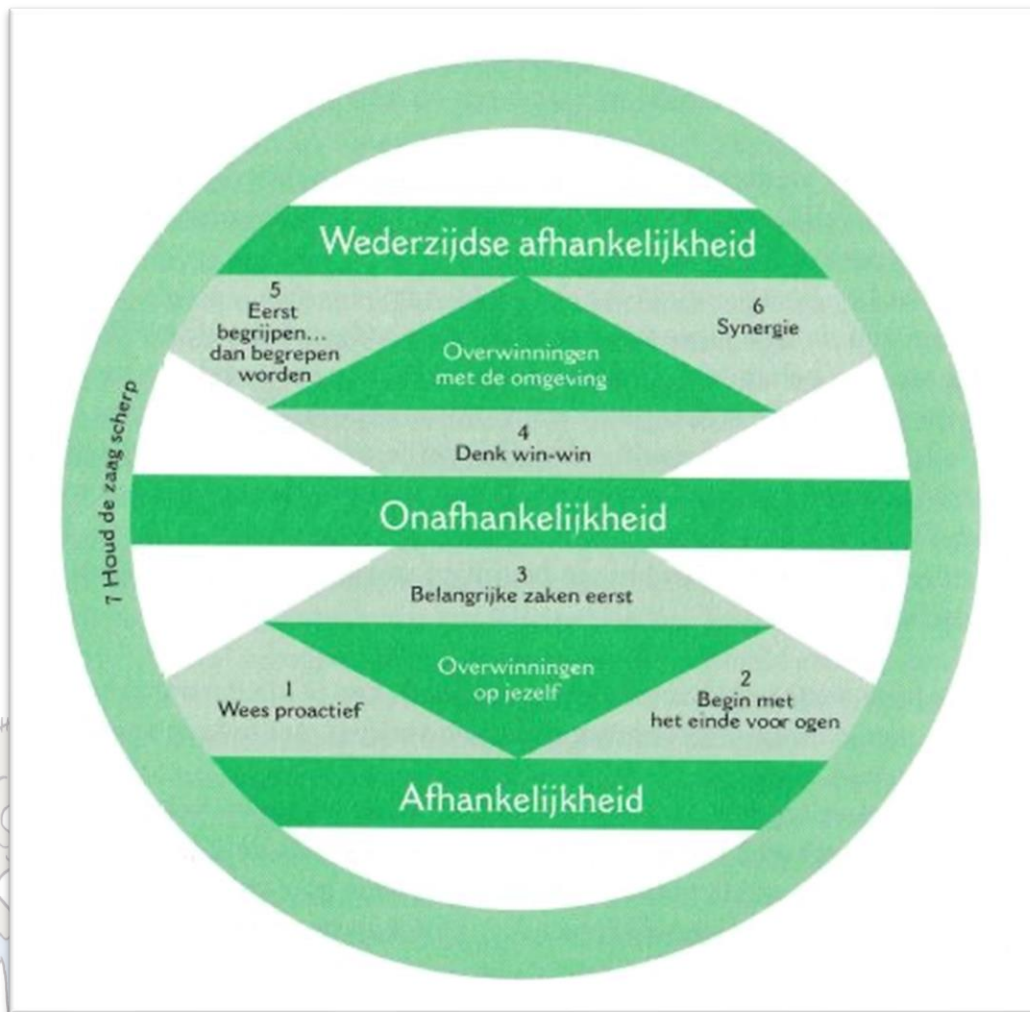 Wederzijdse afhankelijkheid
5
Eerst
begrijpen...
dan begrepen
worden
6
Synergie
Overwinningen
met de omgeving
4
Denk win-win
7 Houd de zaag scherp
Onafhankelijkheid
3
Belangrijke zaken eerst
Overwinningen
op jezelf
1
Wees proactief
2
Begin met
het einde voor ogen
Afhankelijkheid